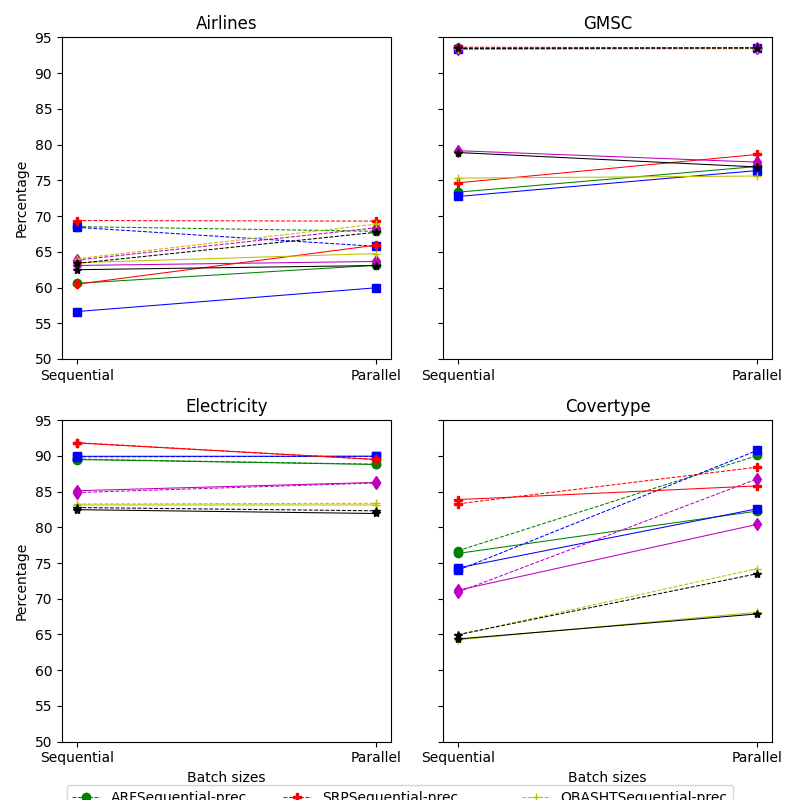 Airlines
GMSC
Percentage
95
90
85
80
75
70
65
60
55
50
Sequential Parallel
Sequential Parallel
Electricity
Covertype
Percentage
95
90
85
80
75
70
65
60
55
50
Sequential Parallel
Sequential Parallel
Batch sizes
Batch sizes
ARFSequential-prec SRPSequential-prec OBASHTSequential-prec